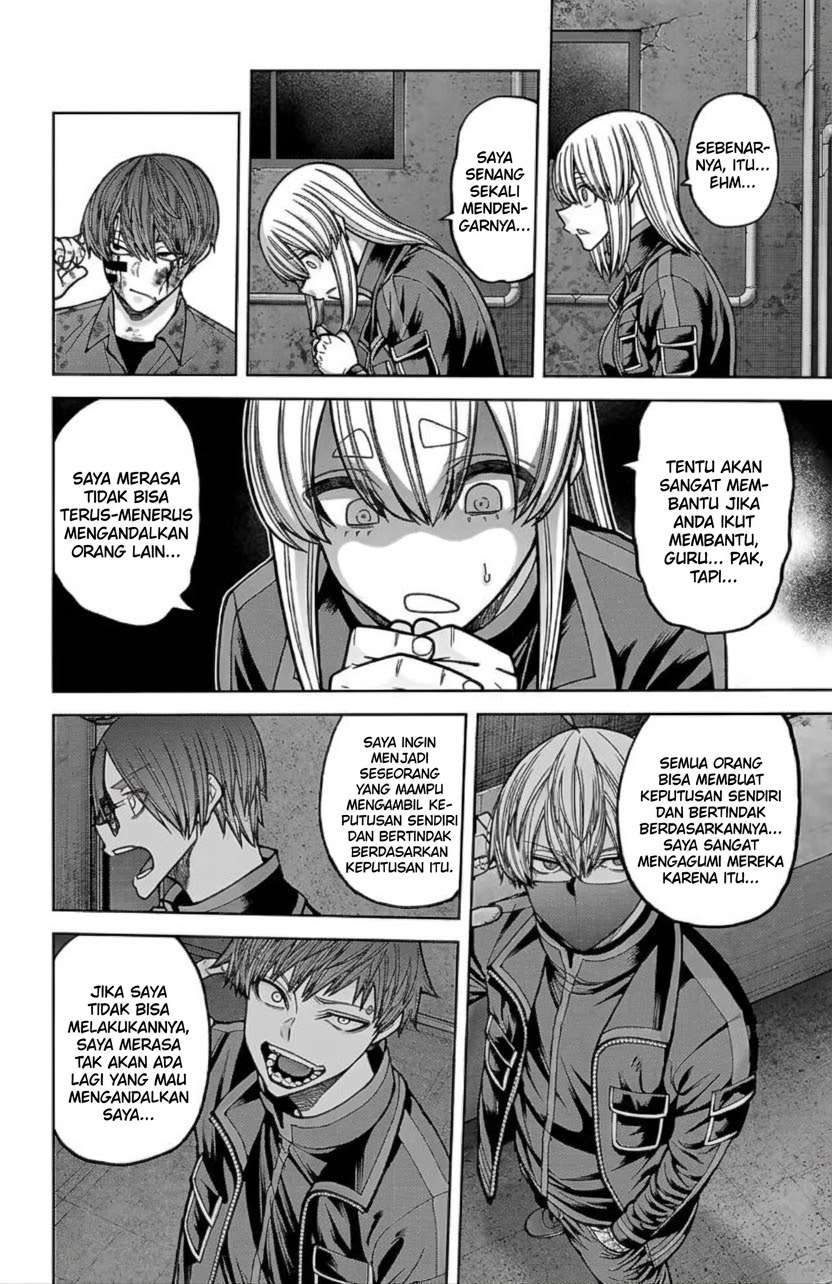 SEBENAR-
NYA, ITU...
EHM...
SAYA
SENANG
SEKALI
MENDEN-
GARNYA...
TENTU AKAN
SANGAT MEM-
BANTU JIKA
ANDA IKUT
MEMBANTU,
GURU... PAK,
TAPI...
SAYA MERASA
TIDAK BISA
TERUS-MENERUS
MENGANDALKAN
ORANG LAIN...
SEMUA ORANG
BISA MEMBUAT
KEPUTUSAN SENDIRI
DAN BERTINDAK
BERDASARKANNYA...
SAYA SANGAT
MENGAGUMI MEREKA
KARENA ITU...
SAYA INGIN
MENJADI
SESEORANG
YANG MAMPU
MENGAMBIL KE-
PUTUSAN SENDIRI
DAN BERTINDAK
BERDASARKAN
KEPUTUSAN ITU.
JIKA SAYA
TIDAK BISA
MELAKUKANNYA,
SAYA MERASA
TAK AKAN ADA
LAGI YANG MAU
MENGANDALKAN
SAYA...